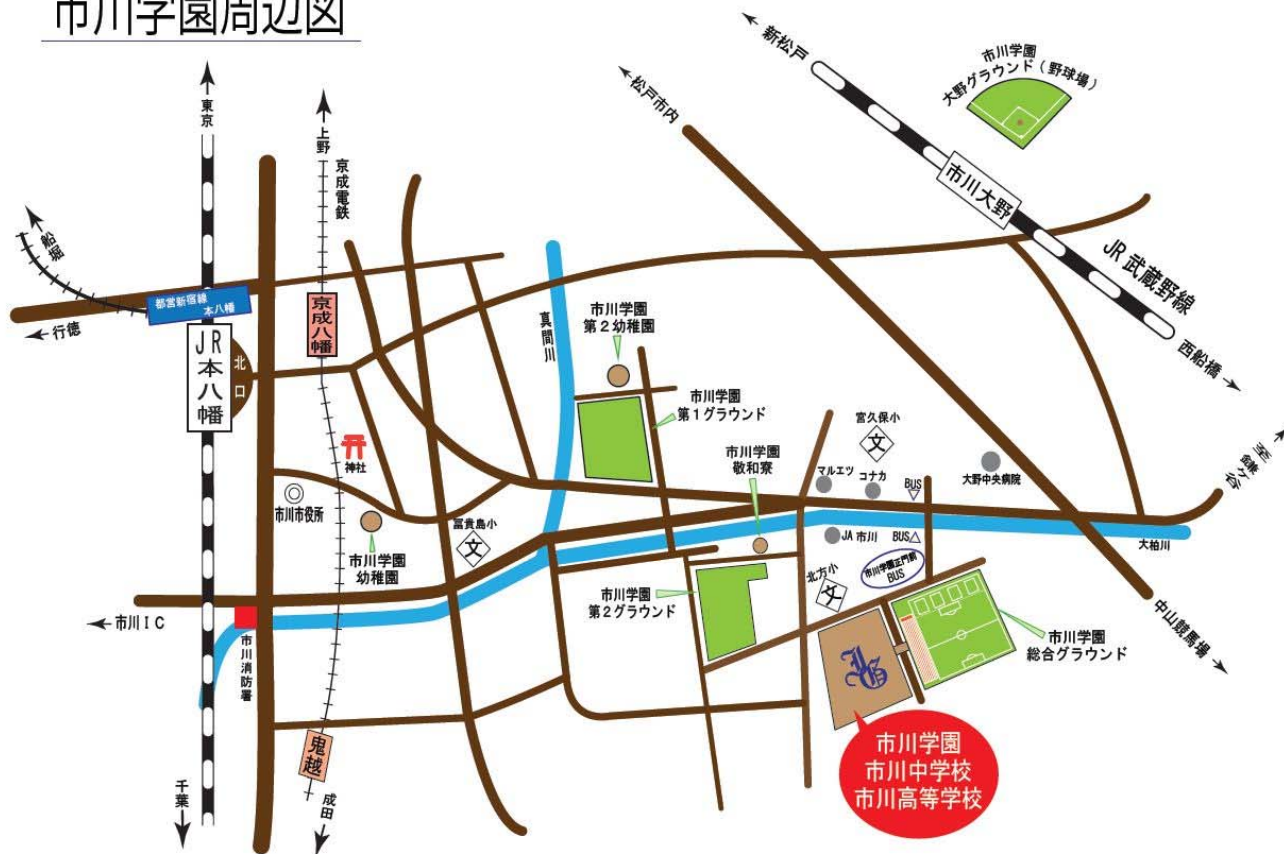 市川学園周辺図
新松戸
市川学園
大野グラウンド（野球場）
松戸市内
東京
上野
京成電鉄
市川大野
JR 武蔵野線
船堀
都営新宿線
本八幡
行徳
京成八幡
真間川
市川学園
第２幼稚園
西船橋
JR
本八幡
北口
市川学園
第１グラウンド
宮久保小
文
至 鎌ヶ谷
神社
市川学園
敬和寮
マルエツ
コナカ
BUS
大野中央病院
市川市役所
冨貴島小
文
JA 市川
BUS
大柏川
市川学園
幼稚園
北方小
文
市川学園正門前
BUS
市川学園
第２グラウンド
中山競馬場
市川ＩＣ
市川消防署
市川学園
総合グラウンド
鬼越
市川学園
市川中学校
市川高等学校
千葉
成田